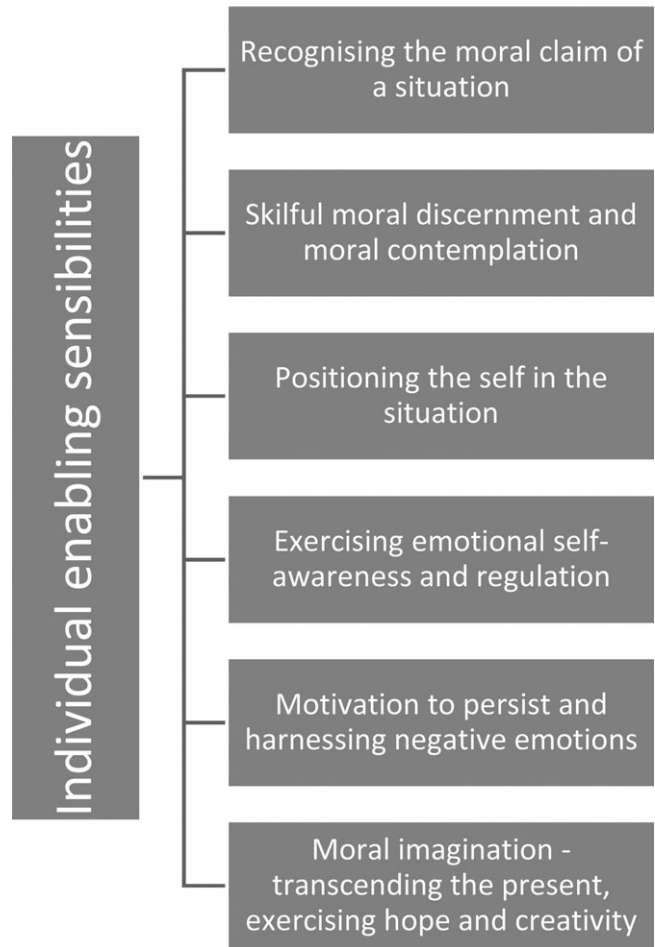 Individual enabling sensibilities
Recognising the moral claim of
a situation
Skilful moral discernment and
moral contemplation
Positioning the self in the
situation
Exercising emotional self-
awareness and regulation
Motivation to persist and
harnessing negative emotions
Moral imagination -
transcending the present,
exercising hope and creativity